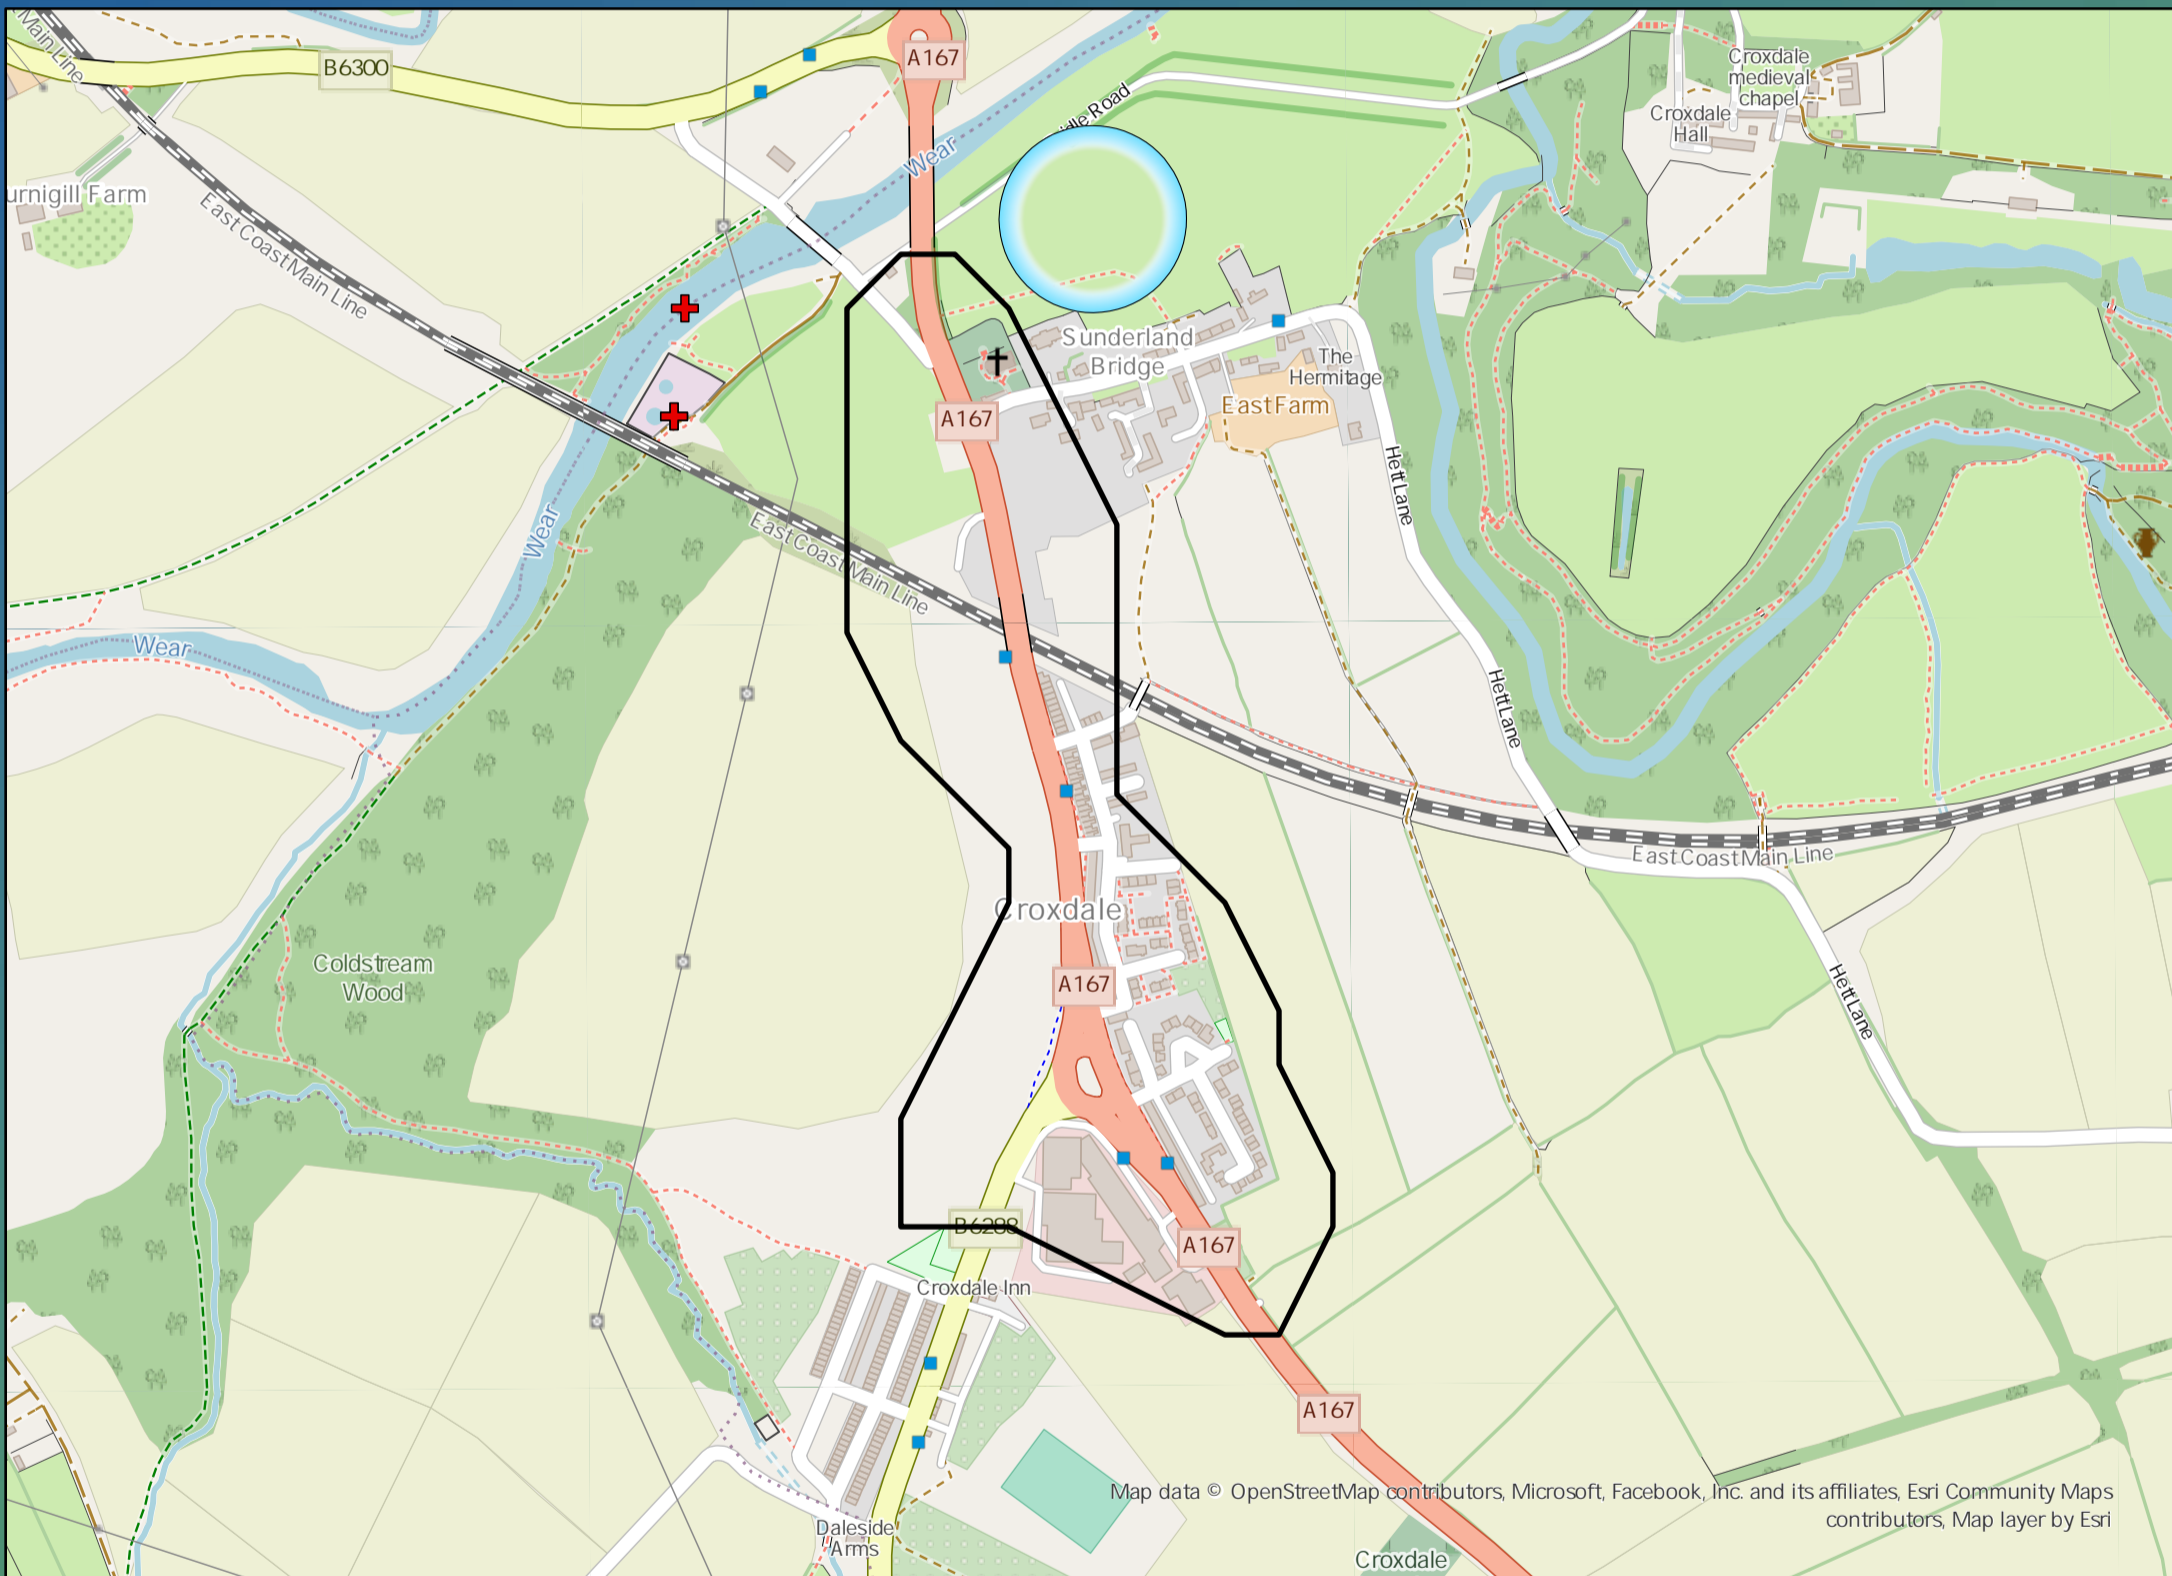 Main Line
B6300
A167
idle Road
Croxdale
medieval
chapel
Croxdale
Hall
Wear
urnigill Farm
East Coast Main Line
Sunderland
Bridge
The
Hermitage
East Farm
A167
Hett Lane
Wear
East Coast Main Line
Wear
Hett Lane
East Coast Main Line
Croxdale
Coldstream
Wood
A167
Hett Lane
B6288
A167
Croxdale Inn
A167
Map data © OpenStreetMap contributors, Microsoft, Facebook, Inc. and its affiliates, Esri Community Maps
contributors, Map layer by Esri
Daleside
Arms
Croxdale